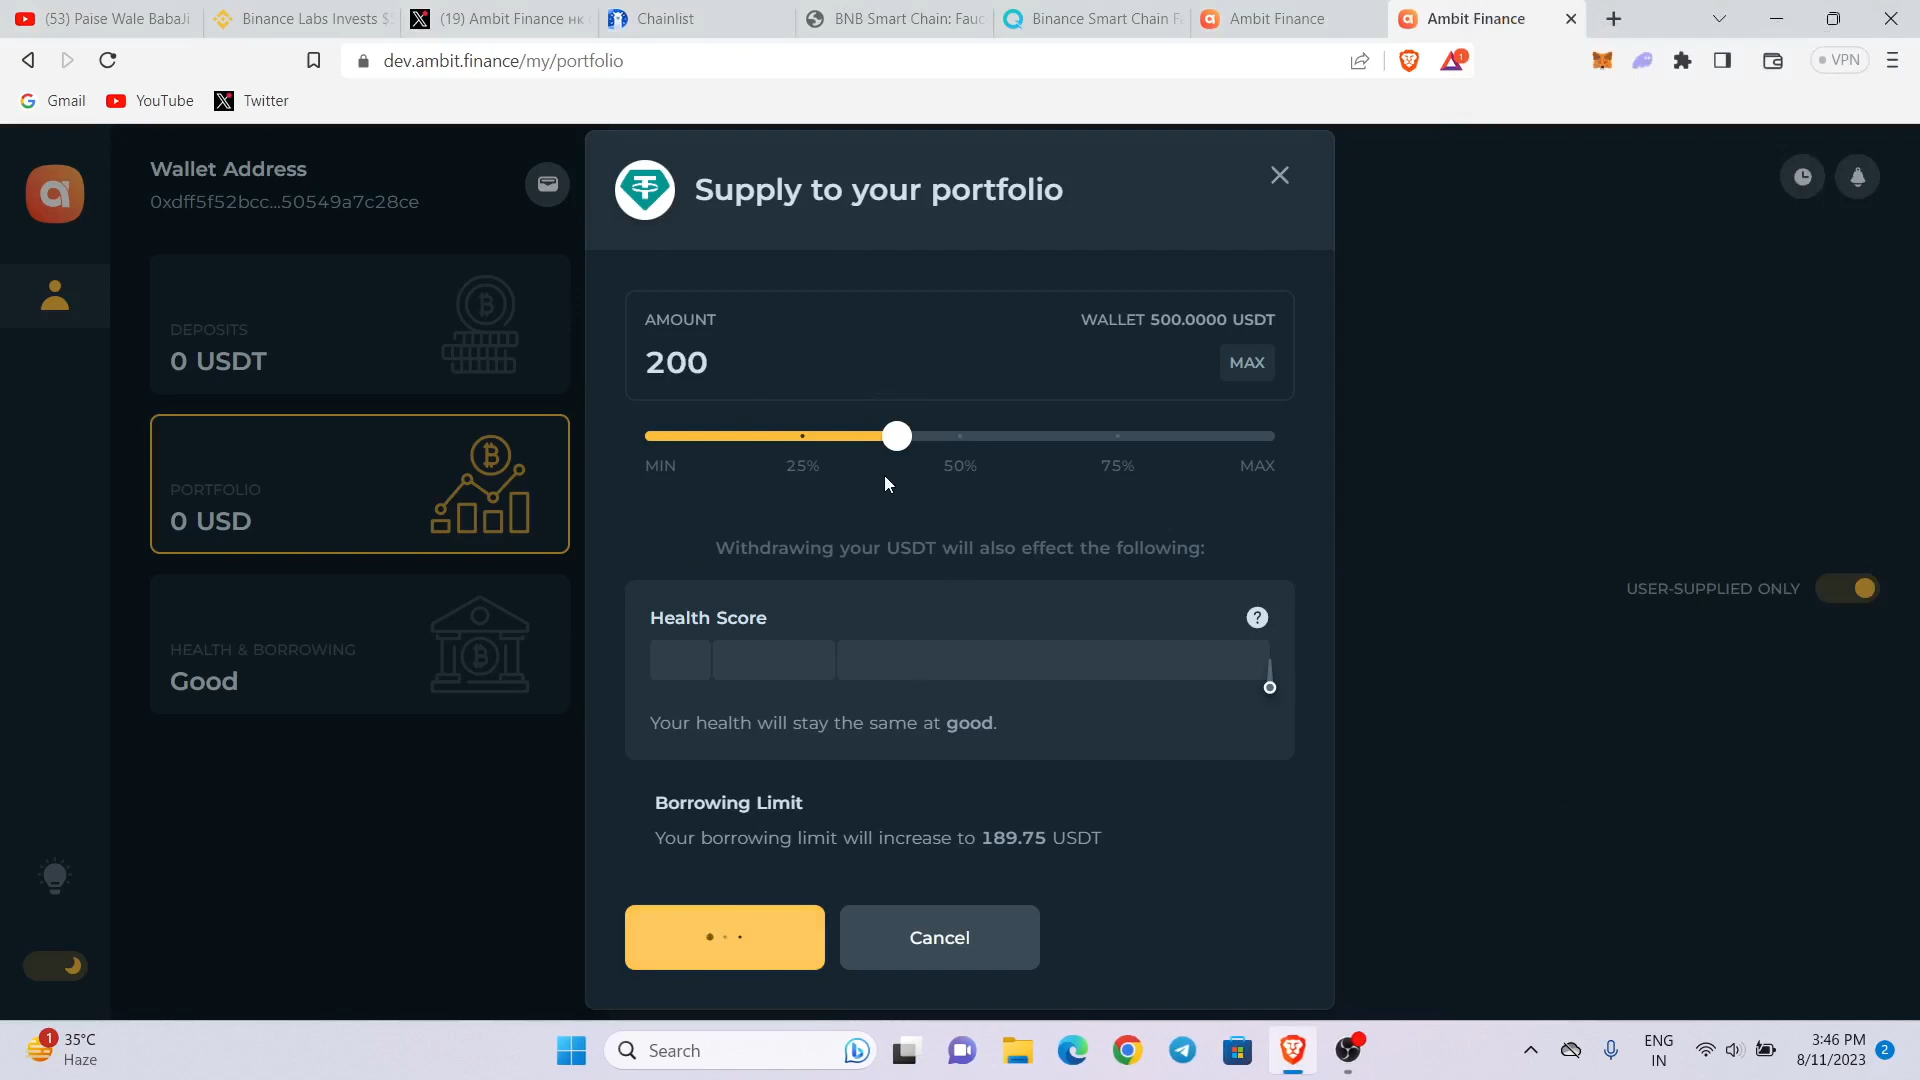 (53) Paise Wale BabaJi
Binance Labs Invests $
(19) Ambit Finance нк
Chainlist
BNB Smart Chain: Fauc
Binance Smart Chain Fa
Ambit Finance
Ambit Finance
dev.ambit.finance/my/portfolio
1
VPN
Gmail
YouTube
Twitter
Wallet Address
0xdff5f52bcc...50549a7c28ce
DEPOSITS
0 USDT
PORTFOLIO
0 USD
HEALTH & BORROWING
Good
Supply to your portfolio
AMOUNT
WALLET 500.0000 USDT
200
MAX
MIN
25%
50%
75%
MAX
Withdrawing your USDT will also effect the following:
Health Score
?
Your health will stay the same at good.
Borrowing Limit
Your borrowing limit will increase to 189.75 USDT
Cancel
USER-SUPPLIED ONLY
1
35°C
Haze
Search
ENG
IN
3:46 PM
8/11/2023
2